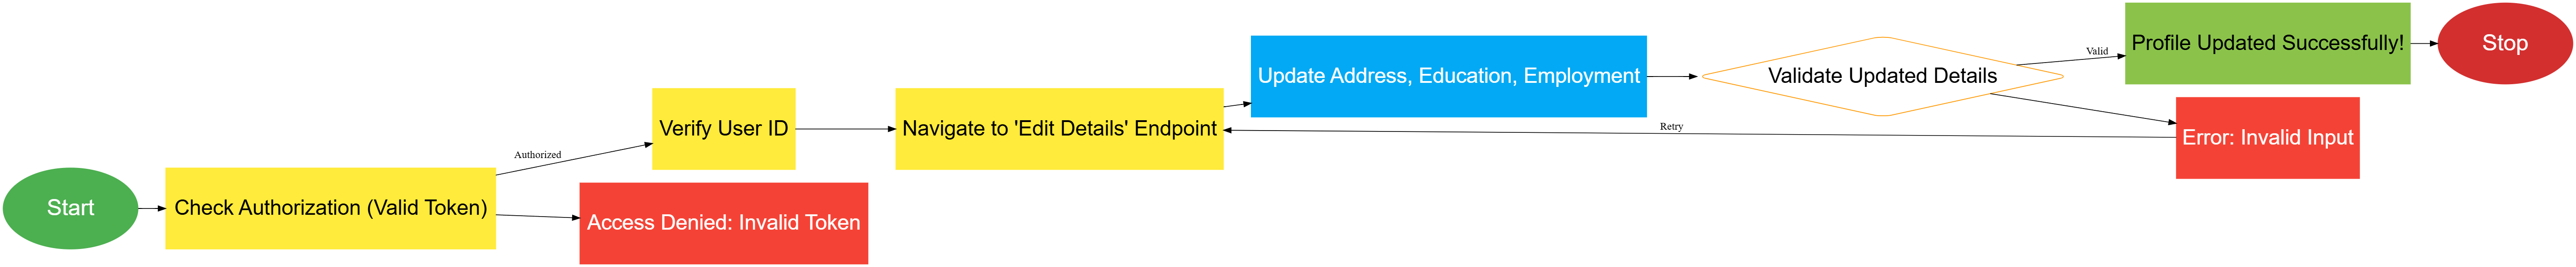 Start
Check Authorization (Valid Token)
Authorized
Verify User ID
Access Denied: Invalid Token
Navigate to 'Edit Details' Endpoint
Update Address, Education, Employment
Validate Updated Details
Valid
Profile Updated Successfully!
Stop
Error: Invalid Input
Retry